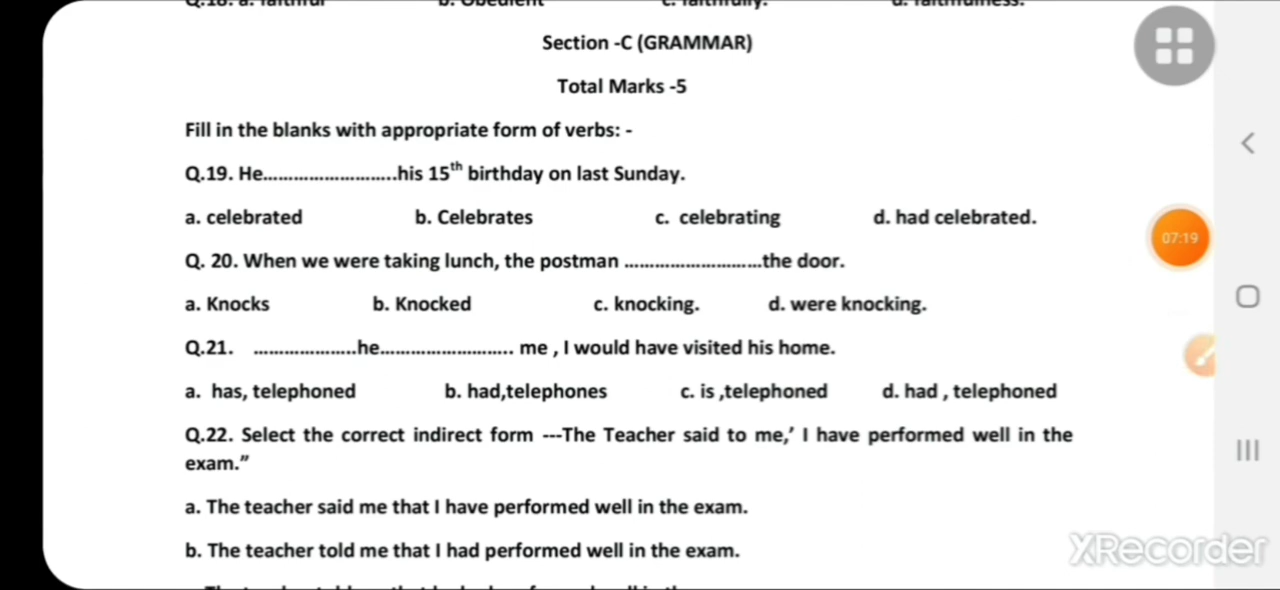 Q.18. a. faithful b. Obedient c. faithfully. d. faithfulness.
Section -C (GRAMMAR)
Total Marks -5
Fill in the blanks with appropriate form of verbs: -
Q.19. He...........................his 15th birthday on last Sunday.
a. celebrated b. Celebrates c. celebrating d. had celebrated.
Q. 20. When we were taking lunch, the postman ............................the door.
a. Knocks b. Knocked c. knocking. d. were knocking.
Q.21. .....................he........................... me , I would have visited his home.
a. has, telephoned b. had,telephones c. is ,telephoned d. had , telephoned
Q.22. Select the correct indirect form ---The Teacher said to me,’ I have performed well in the
exam.”
a. The teacher said me that I have performed well in the exam.
b. The teacher told me that I had performed well in the exam.
07:19
XRecorder